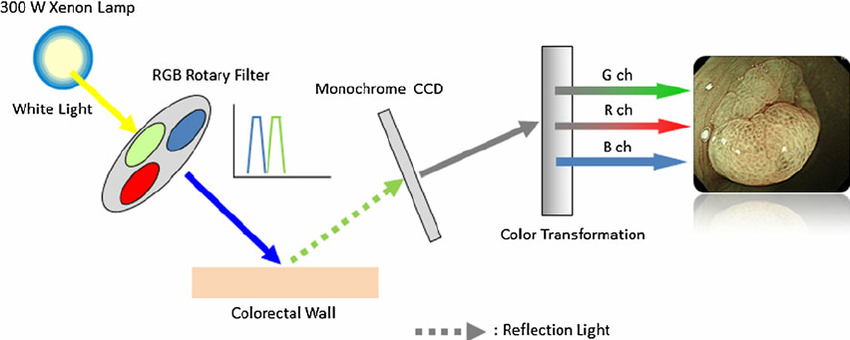 300 W Xenon Lamp
RGB Rotary Filter
White Light
Monochrome CCD
G ch
R ch
B ch
Color Transformation
Colorectal Wall
: Reflection Light